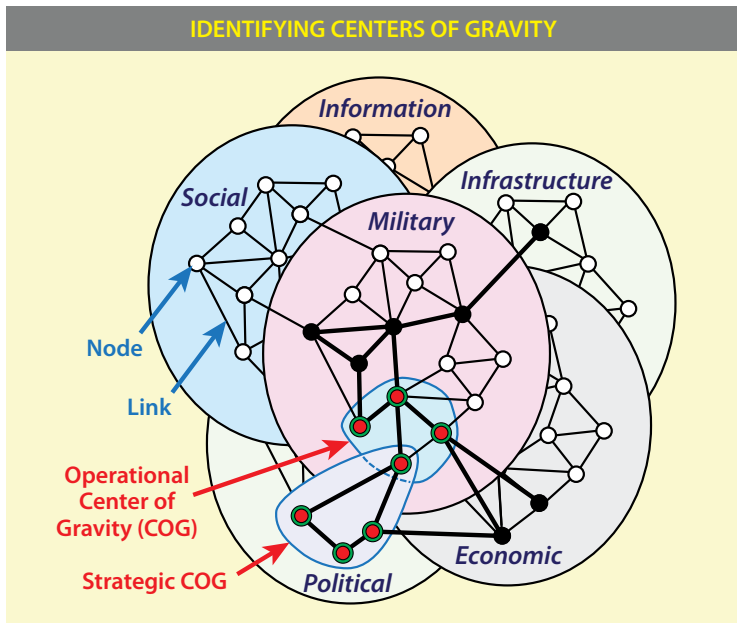 IDENTIFYING CENTERS OF GRAVITY
Information
Social
Infrastructure
Military
Node
Link
Operational
Center of
Gravity (COG)
Strategic COG
Political
Economic